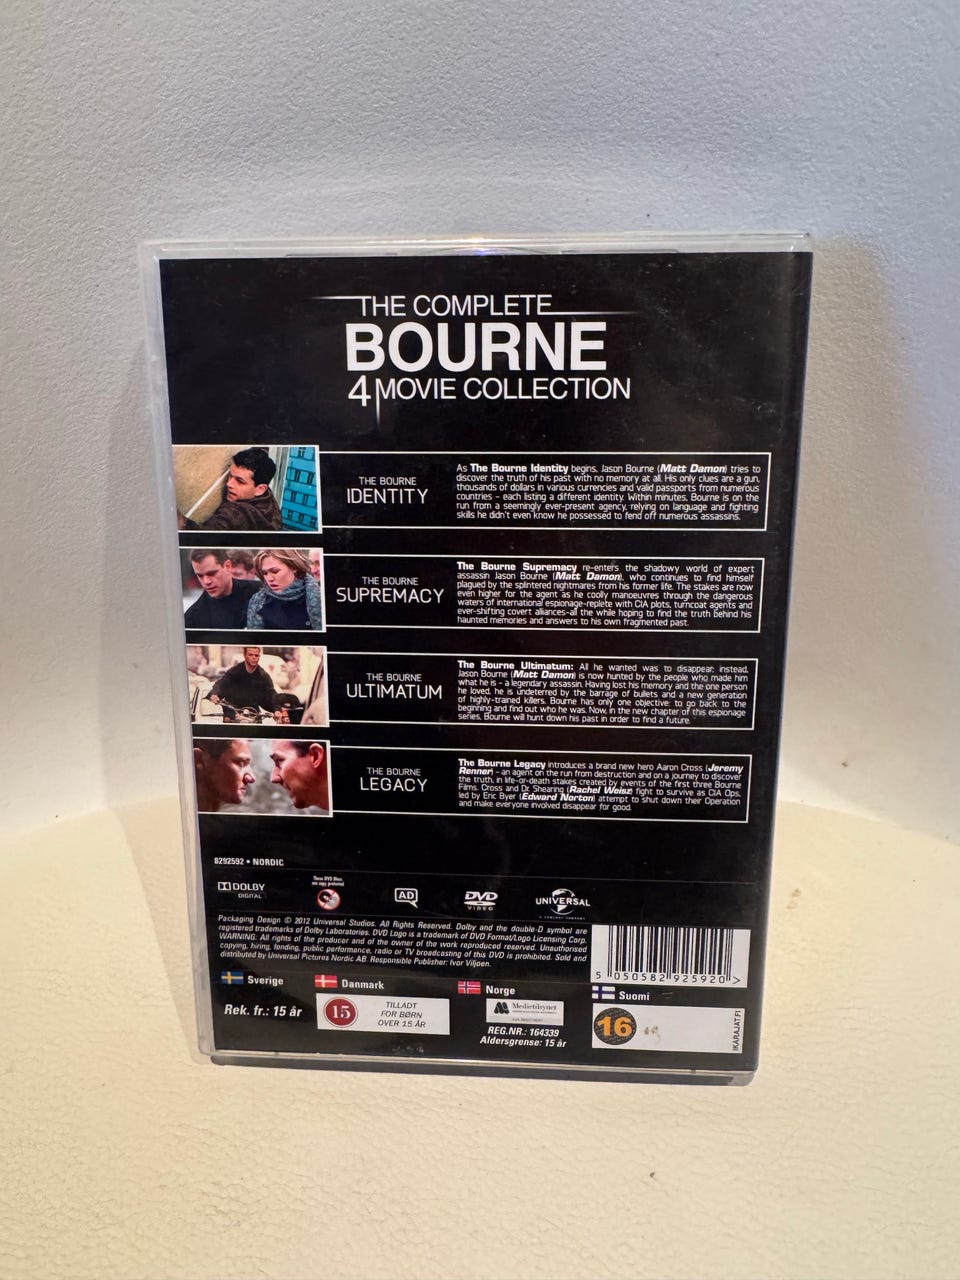 THE COMPLETE
BOURNE
4 MOVIE COLLECTION
THE BOURNE
IDENTITY
As The Bourne Identity begins, Jason Bourne (Matt Damon) tries to
discover the truth of his past with no memory at all. His only clues are a gun,
thousands of dollars in various currencies and valid passports from numerous
countries - each listing a different identity. Within minutes, Bourne is on the
run from a seemingly ever-present agency, relying on language and fighting
skills he didn't even know he possessed to fend off numerous assassins.
THE BOURNE
SUPREMACY
The Bourne Supremacy re-enters the shadowy world of expert
assassin Jason Bourne (Matt Damon), who continues to find himself
plagued by the splintered nightmares from his former life. The stakes are now
even higher for the agent as he coolly manoeuvres through the dangerous
waters of international espionage-replete with CIA plots, turncoat agents and
ever-shifting covert alliances-all the while hoping to find the truth behind his
haunted memories and answers to his own fragmented past.
THE BOURNE
ULTIMATUM
The Bourne Ultimatum: All he wanted was to disappear; instead,
Jason Bourne (Matt Damon) is now hunted by the people who made him
what he is - a legendary assassin. Having lost his memory and the one person
he loved, he is undeterred by the barrage of bullets and a new generation
of highly-trained killers. Bourne has only one objective: to go back to the
beginning and find out who he was. Now, in the new chapter of this espionage
series, Bourne will hunt down his past in order to find a future.
THE BOURNE
LEGACY
The Bourne Legacy introduces a brand new hero Aaron Cross (Jeremy
Renner) - an agent on the run from destruction and on a journey to discover
the truth, in life-or-death stakes created by events of the first three Bourne
Films. Cross and Dr. Shearing (Rachel Weisz) fight to survive as CIA Ops,
led by Eric Byer (Edward Norton) attempt to shut down their Operation
and make everyone involved disappear for good.
8292592 • NORDIC
DOLBY
DIGITAL
These DVD Discs
are copy protected
AD
DVD
VIDEO
UNIVERSAL
A COMCAST COMPANY
Packaging Design © 2012 Universal Studios. All Rights Reserved. Dolby and the double-D symbol are
registered trademarks of Dolby Laboratories. DVD Logo is a trademark of DVD Format/Logo Licensing Corp.
WARNING: All rights of the producer and of the owner of the work reproduced reserved. Unauthorised
copying, hiring, lending, public performance, radio or TV broadcasting of this DVD is prohibited. Sold and
distributed by Universal Pictures Nordic AB. Responsible Publisher: Ivor Viljoen.
5 050582 925920 >
Sverige
Rek. fr.: 15 år
Danmark
15
TILLADT
FOR BØRN
OVER 15 ÅR
Norge
Medietilsynet
REG.NR.: 164339
Aldersgrense: 15 år
Suomi
16
IKARAJAT.FI